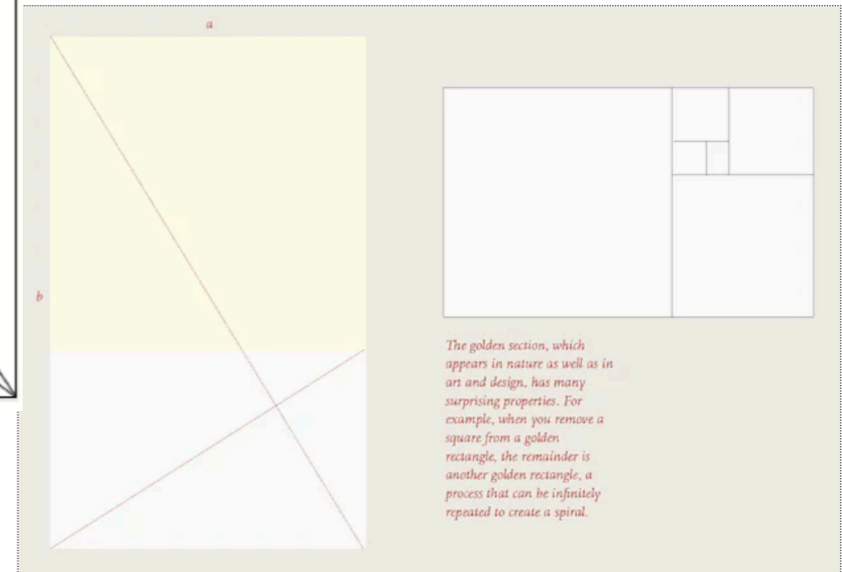 a
b
The golden section, which
appears in nature as well as in
art and design, has many
surprising properties. For
example, when you remove a
square from a golden
rectangle, the remainder is
another golden rectangle, a
process that can be infinitely
repeated to create a spiral.